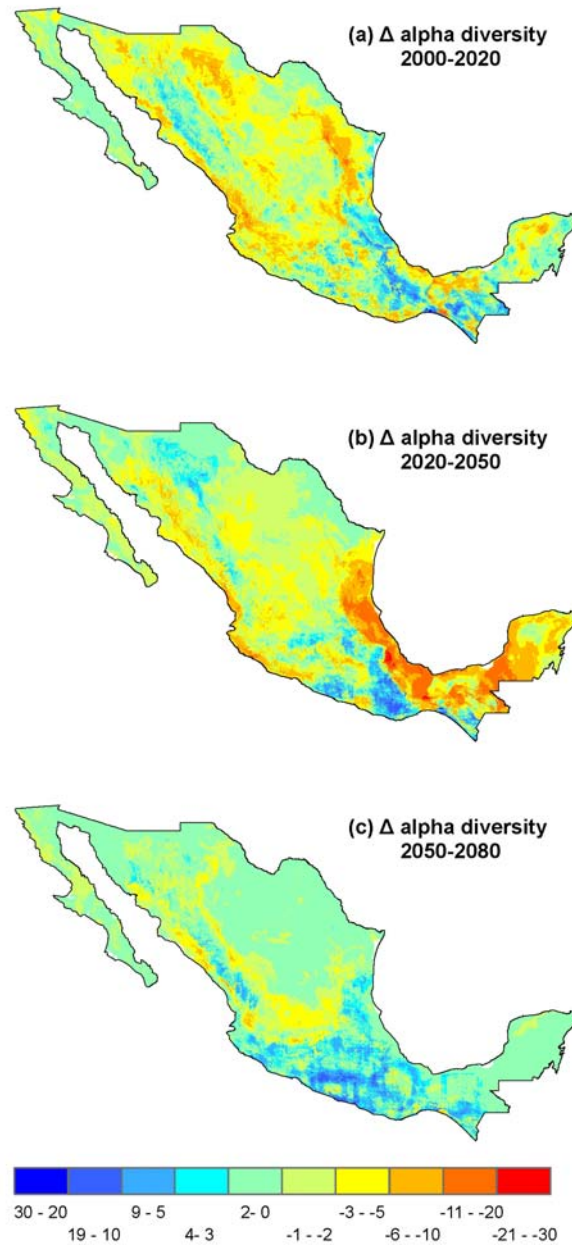 (a) Δ alpha diversity
2000-2020
(b) Δ alpha diversity
2020-2050
(c) Δ alpha diversity
2050-2080
30 - 20 9 - 5 2- 0 -3 - -5 -11 - -20
19 - 10 4- 3 -1 - -2 -6 - -10 -21 - -30